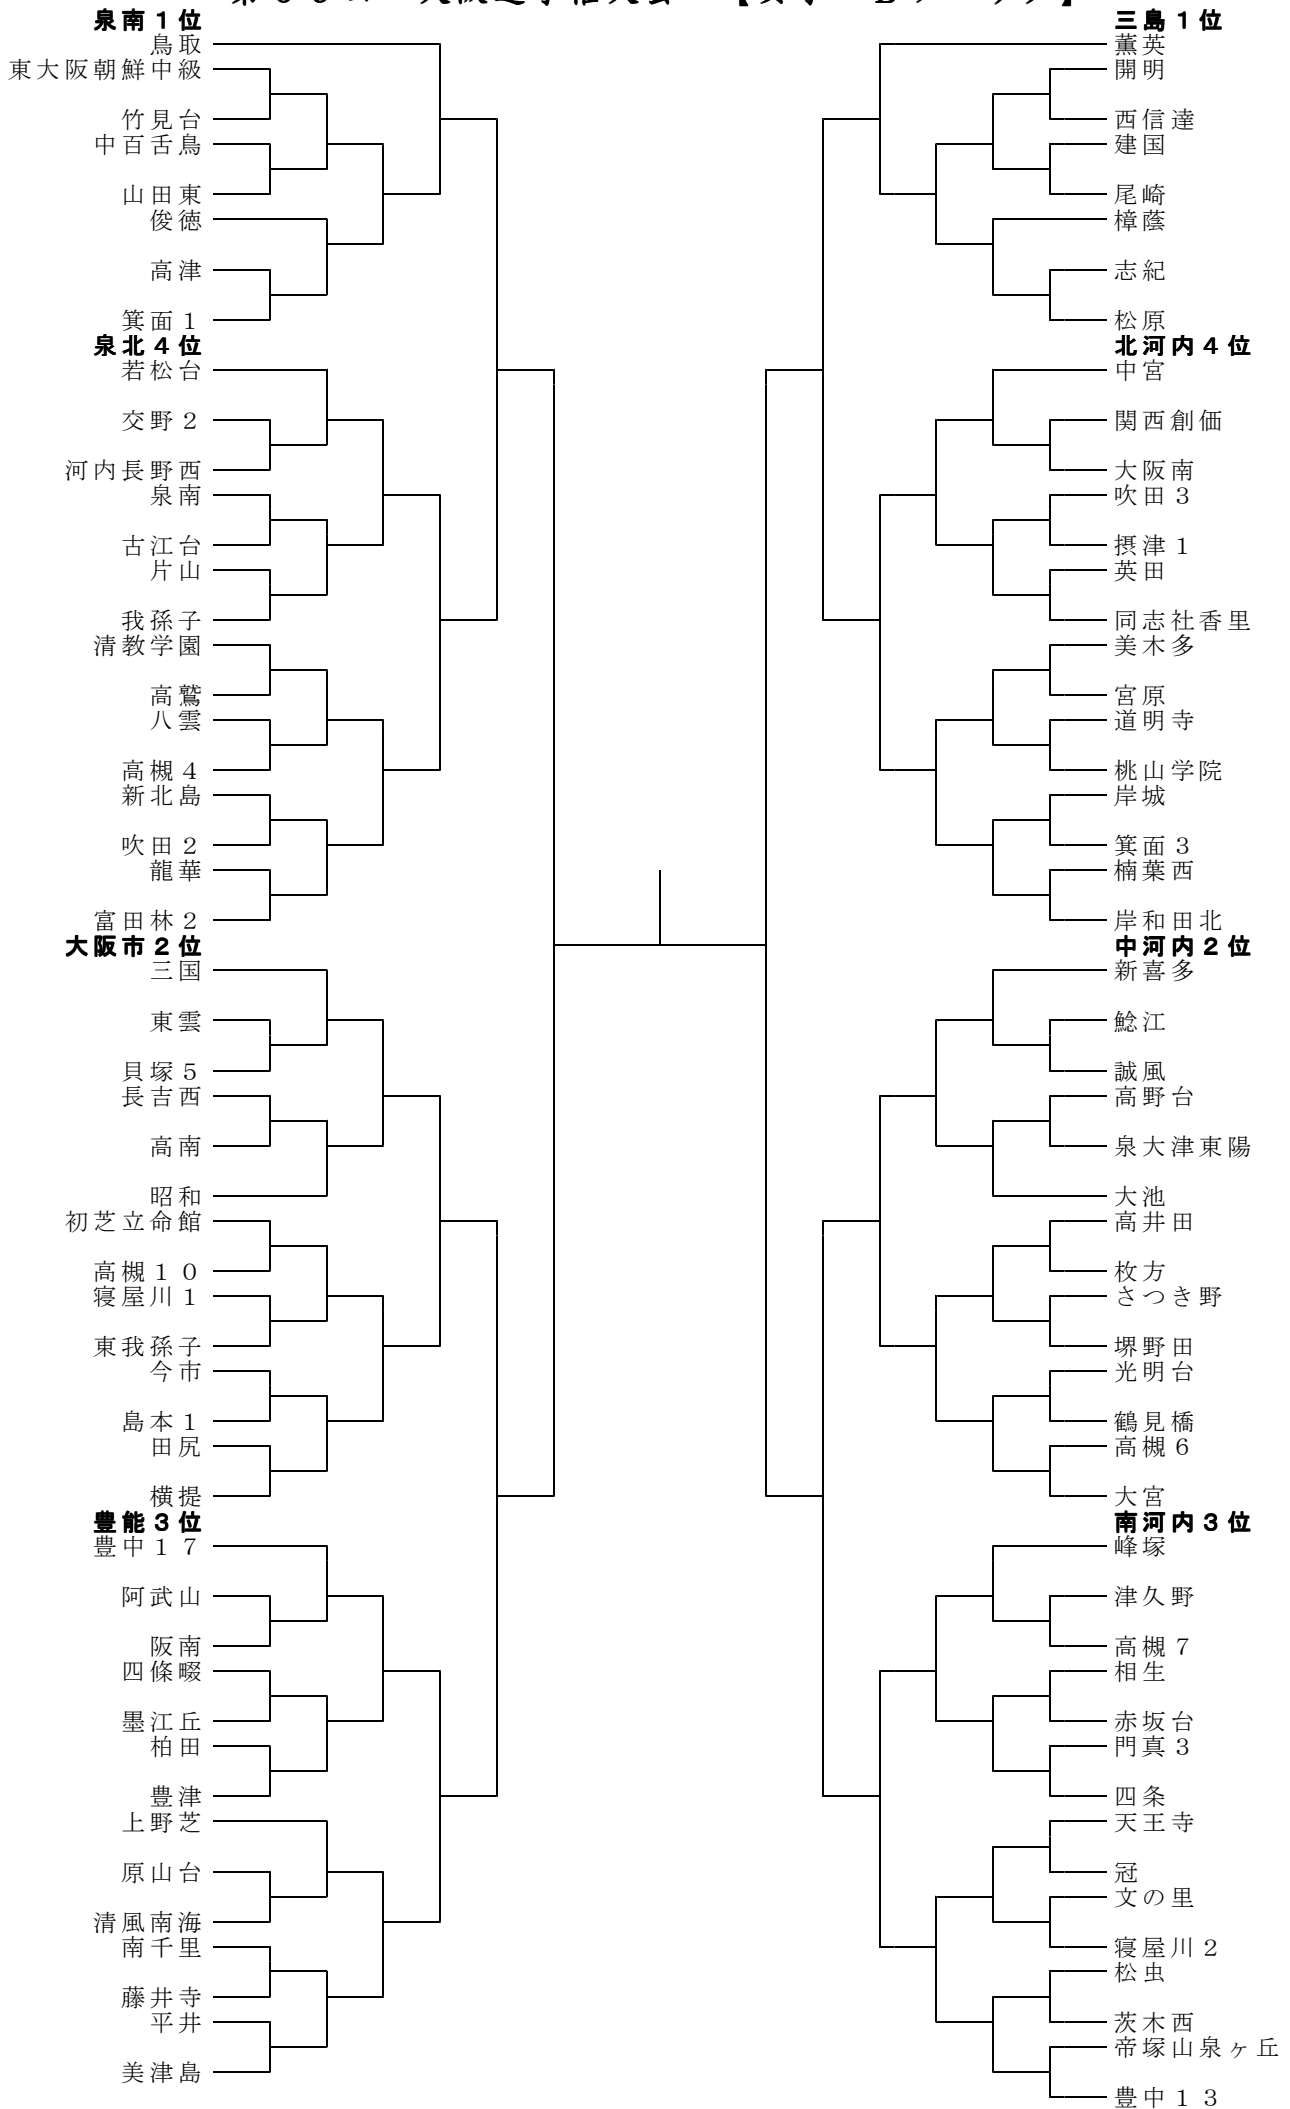 泉南１位
鳥取
東大阪朝鮮中級
竹見台
中百舌鳥
山田東
俊徳
高津
箕面１
泉北４位
若松台
交野２
河内長野西
泉南
古江台
片山
我孫子
清教学園
高鷲
八雲
高槻４
新北島
吹田２
龍華
富田林２
大阪市２位
三国
東雲
貝塚５
長吉西
高南
昭和
初芝立命館
高槻１０
寝屋川１
東我孫子
今市
島本１
田尻
横提
豊能３位
豊中１７
阿武山
阪南
四條畷
墨江丘
柏田
豊津
上野芝
原山台
清風南海
南千里
藤井寺
平井
美津島
三島１位
薫英
開明
西信達
建国
尾崎
樟蔭
志紀
松原
北河内４位
中宮
関西創価
大阪南
吹田３
摂津１
英田
同志社香里
美木多
宮原
道明寺
桃山学院
岸城
箕面３
楠葉西
岸和田北
中河内２位
新喜多
鯰江
誠風
高野台
泉大津東陽
大池
高井田
枚方
さつき野
堺野田
光明台
鶴見橋
高槻６
大宮
南河内３位
峰塚
津久野
高槻７
相生
赤坂台
門真３
四条
天王寺
冠
文の里
寝屋川２
松虫
茨木西
帝塚山泉ヶ丘
豊中１３